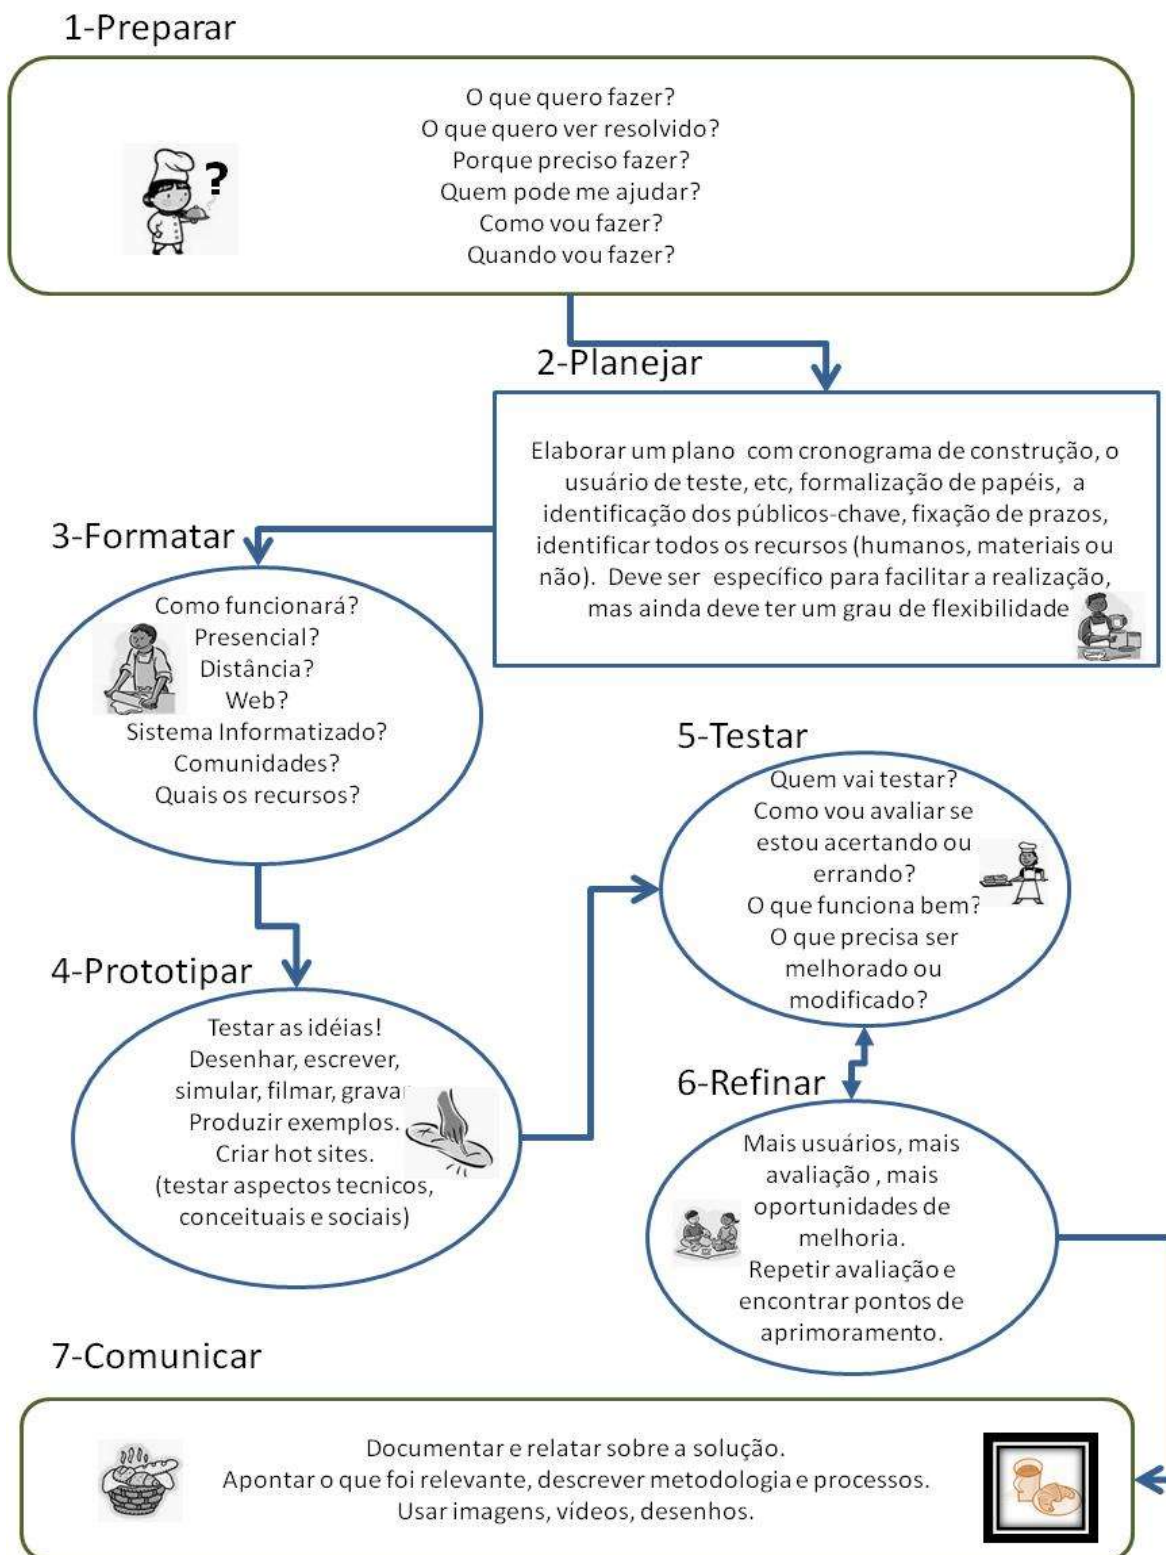 1-Preparar
O que quero fazer?
O que quero ver resolvido?
Porque preciso fazer?
Quem pode me ajudar?
Como vou fazer?
Quando vou fazer?
?
2-Planejar
Elaborar um plano com cronograma de construção, o
usuário de teste, etc, formalização de papéis, a
identificação dos públicos-chave, fixação de prazos,
identificar todos os recursos (humanos, materiais ou
não). Deve ser específico para facilitar a realização,
mas ainda deve ter um grau de flexibilidade
3-Formatar
Como funcionará?
Presencial?
Distância?
Web?
Sistema Informatizado?
Comunidades?
Quais os recursos?
4-Prototipar
Testar as idéias!
Desenhar, escrever,
simular, filmar, gravar
Produzir exemplos.
Criar hot sites.
(testar aspectos tecnicos,
conceituais e sociais)
5-Testar
Quem vai testar?
Como vou avaliar se
estou acertando ou
errando?
O que funciona bem?
O que precisa ser
melhorado ou
modificado?
6-Refinar
Mais usuários, mais
avaliação , mais
oportunidades de
melhoria.
Repetir avaliação e
encontrar pontos de
aprimoramento.
7-Comunicar
Documentar e relatar sobre a solução.
Apontar o que foi relevante, descrever metodologia e processos.
Usar imagens, vídeos, desenhos.